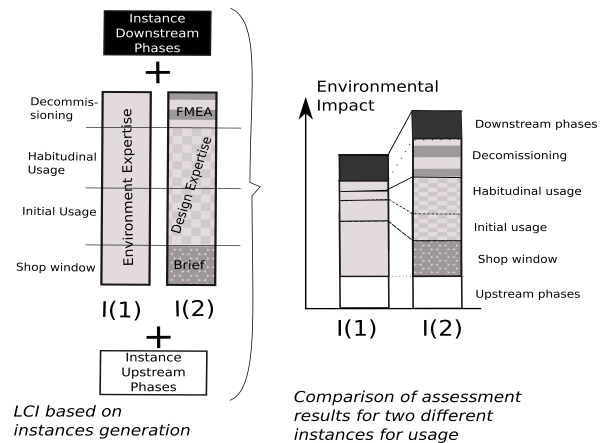 Instance
Downstream
Phases
+
Decommis-
sioning
Habitudinal
Usage
Initial Usage
Shop window
Environment Expertise
FMEA
Design Expertise
Brief
I(1)
I(2)
+
Instance
Upstream
Phases
LCI based on
instances generation
Environmental
Impact
Downstream phases
Decomissioning
Habitudinal usage
Initial usage
Shop window
Upstream phases
I(1)
I(2)
Comparison of assessment
results for two different
instances for usage